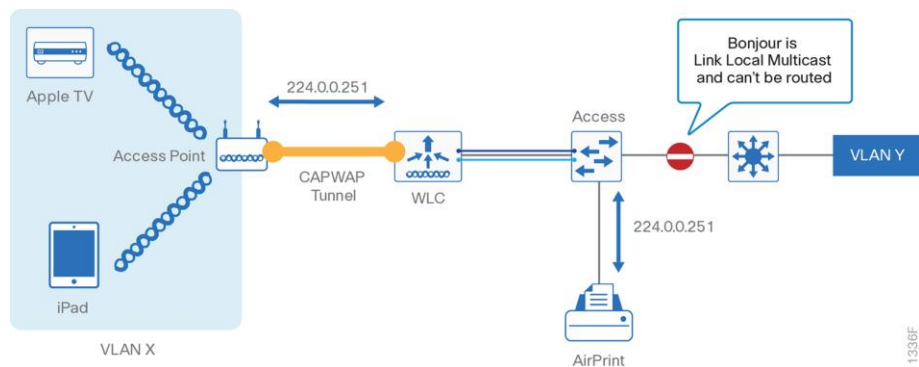 Bonjour is
Link Local Multicast
and can't be routed
224.0.0.251
Apple TV
Access
Access Point
CAPWAP
Tunnel
WLC
VLAN Y
224.0.0.251
iPad
VLAN X
AirPrint
1336F